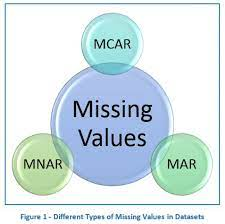 MCAR
Missing
Values
MNAR
MAR
Figure 1 - Different Types of Missing Values in Datasets